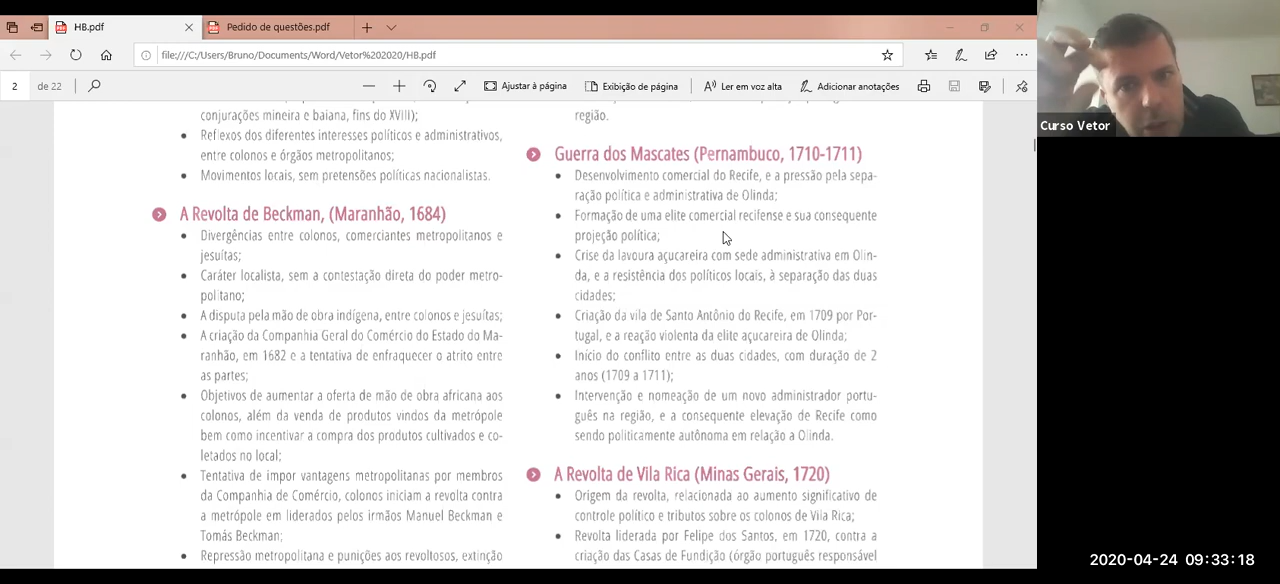 HB.pdf
Pedido de questões.pdf
file:///C:/Users/Bruno/Documents/Word/Vetor%202020/HB.pdf
2 de 22
Ajustar à página
Exibição de página
Ler em voz alta
Adicionar anotações
Curso Vetor
conjurações mineira e baiana, fins do XVIII);
Reflexos dos diferentes interesses políticos e administrativos,
entre colonos e órgãos metropolitanos;
Movimentos locais, sem pretensões políticas nacionalistas.
A Revolta de Beckman, (Maranhão, 1684)
Divergências entre colonos, comerciantes metropolitanos e
jesuítas;
Caráter localista, sem a contestação direta do poder metro-
politano;
A disputa pela mão de obra indígena, entre colonos e jesuítas;
A criação da Companhia Geral do Comércio do Estado do Ma-
ranhão, em 1682 e a tentativa de enfraquecer o atrito entre
as partes;
Objetivos de aumentar a oferta de mão de obra africana aos
colonos, além da venda de produtos vindos da metrópole
bem como incentivar a compra dos produtos cultivados e co-
letados no local;
Tentativa de impor vantagens metropolitanas por membros
da Companhia de Comércio, colonos iniciam a revolta contra
a metrópole em liderados pelos irmãos Manuel Beckman e
Tomás Beckman;
Repressão metropolitana e punições aos revoltosos, extinção
região.
Guerra dos Mascates (Pernambuco, 1710-1711)
Desenvolvimento comercial do Recife, e a pressão pela sepa-
ração política e administrativa de Olinda;
Formação de uma elite comercial recifense e sua consequente
projeção política;
Crise da lavoura açucareira com sede administrativa em Olin-
da, e a resistência dos políticos locais, à separação das duas
cidades;
Criação da vila de Santo Antônio do Recife, em 1709 por Por-
tugal, e a reação violenta da elite açucareira de Olinda;
Início do conflito entre as duas cidades, com duração de 2
anos (1709 a 1711);
Intervenção e nomeação de um novo administrador portu-
guês na região, e a consequente elevação de Recife como
sendo politicamente autônoma em relação a Olinda.
A Revolta de Vila Rica (Minas Gerais, 1720)
Origem da revolta, relacionada ao aumento significativo de
controle político e tributos sobre os colonos de Vila Rica;
Revolta liderada por Felipe dos Santos, em 1720, contra a
criação das Casas de Fundição (órgão português responsável
2020-04-24 09:33:18